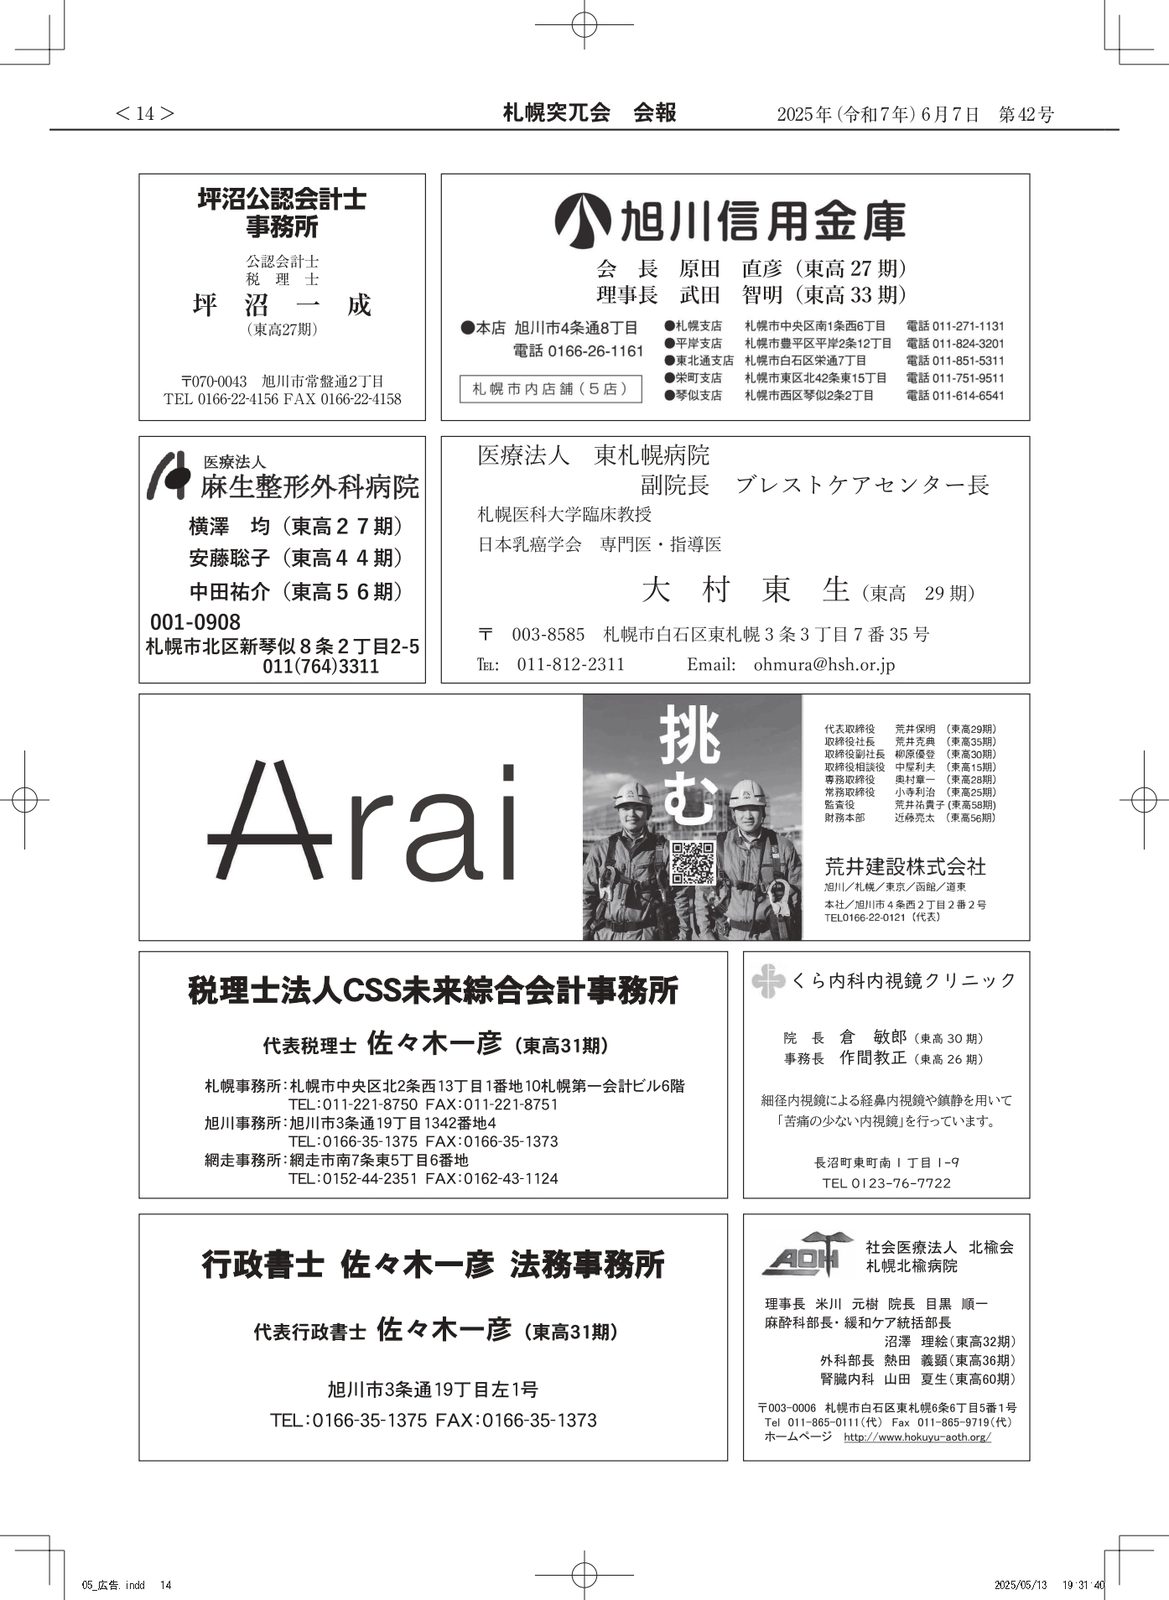 ＜14＞
札幌突兀会　会報
2025年（令和7年）6月7日　第42号
坪沼公認会計士
事務所
公認会計士
税　理　士
坪　沼　一　成
（東高27期）
〒070-0043　旭川市常盤通2丁目
TEL 0166-22-4156 FAX 0166-22-4158
旭川信用金庫
会　長　原田　直彦（東高 27 期）
理事長　武田　智明（東高 33 期）
●本店 旭川市4条通8丁目
電話 0166-26-1161
札幌市内店舗（5店）
●札幌支店　札幌市中央区南1条西6丁目　電話 011-271-1131
●平岸支店　札幌市豊平区平岸2条12丁目　電話 011-824-3201
●東北通支店　札幌市白石区栄通7丁目　電話 011-851-5311
●栄町支店　札幌市東区北42条東15丁目　電話 011-751-9511
●琴似支店　札幌市西区琴似2条2丁目　電話 011-614-6541
医療法人
麻生整形外科病院
横澤　均（東高２７期）
安藤聡子（東高４４期）
中田祐介（東高５６期）
001-0908
札幌市北区新琴似８条２丁目2-5
011(764)3311
医療法人　東札幌病院
副院長　ブレストケアセンター長
札幌医科大学臨床教授
日本乳癌学会　専門医・指導医
大　村　東　生（東高　29 期）
〒　003-8585　札幌市白石区東札幌 3 条 3 丁目 7 番 35 号
℡:　011-812-2311　Email:　ohmura@hsh.or.jp
Arai
挑む
代表取締役　荒井保明　（東高29期）
取締役社長　荒井克典　（東高35期）
取締役副社長　柳原優登　（東高30期）
取締役相談役　中屋利夫　（東高15期）
専務取締役　奥村章一　（東高28期）
常務取締役　小寺利治　（東高25期）
監査役　荒井祐貴子（東高58期）
財務本部　近藤亮太　（東高56期）
荒井建設株式会社
旭川／札幌／東京／函館／道東
本社／旭川市４条西２丁目２番２号
TEL0166-22-0121（代表）
税理士法人CSS未来綜合会計事務所
代表税理士 佐々木一彦（東高31期）
札幌事務所：札幌市中央区北2条西13丁目1番地10札幌第一会計ビル6階
TEL：011-221-8750 FAX：011-221-8751
旭川事務所：旭川市3条通19丁目1342番地4
TEL：0166-35-1375 FAX：0166-35-1373
網走事務所：網走市南7条東5丁目6番地
TEL：0152-44-2351 FAX：0162-43-1124
くら内科内視鏡クリニック
院　長　倉　敏郎（東高 30 期）
事務長　作間教正（東高 26 期）
細径内視鏡による経鼻内視鏡や鎮静を用いて
「苦痛の少ない内視鏡」を行っています。
長沼町東町南１丁目 1-9
TEL 0123-76-7722
行政書士 佐々木一彦 法務事務所
代表行政書士 佐々木一彦（東高31期）
旭川市3条通19丁目左1号
TEL：0166-35-1375 FAX：0166-35-1373
AOH
社会医療法人　北楡会
札幌北楡病院
理事長　米川　元樹　院長　目黒　順一
麻酔科部長・緩和ケア統括部長
沼澤　理絵（東高32期）
外科部長　熱田　義顕（東高36期）
腎臓内科　山田　夏生（東高60期）
〒003-0006　札幌市白石区東札幌6条6丁目5番1号
Tel 011-865-0111（代） Fax 011-865-9719（代）
ホームページ　http://www.hokuyu-aoth.org/
05_広告.indd　14
2025/05/13　19:31:40